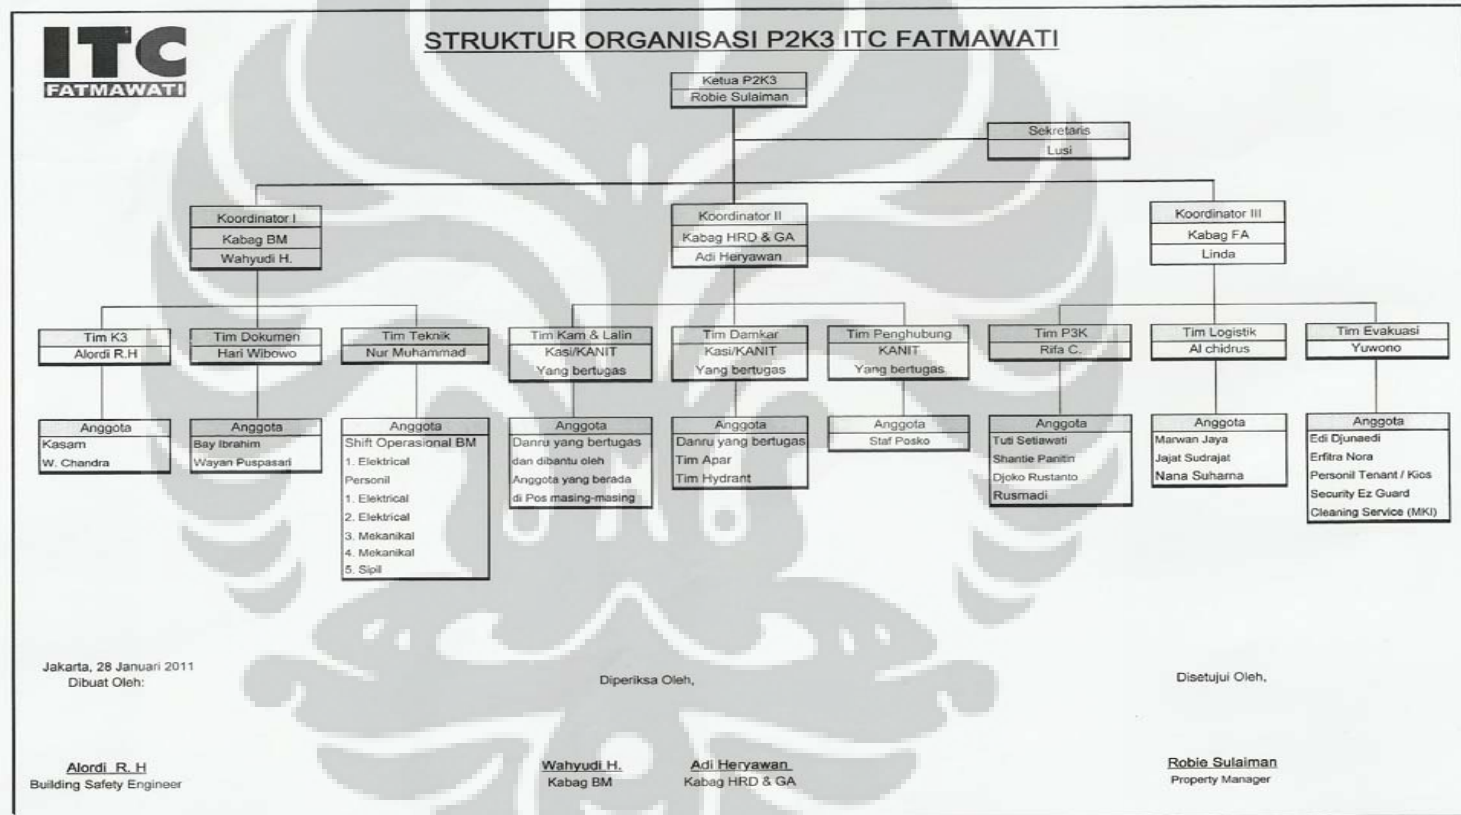 ITC
FATMAWATI
STRUKTUR ORGANISASI P2K3 ITC FATMAWATI
Ketua P2K3
Robie Sulaiman
Sekretaris
Lusi
Koordinator I
Kabag BM
Wahyudi H.
Koordinator II
Kabag HRD & GA
Adi Heryawan
Koordinator III
Kabag FA
Linda
Tim K3
Alordi R.H
Tim Dokumen
Hari Wibowo
Tim Teknik
Nur Muhammad
Tim Kam & Lalin
Kasi/KANIT
Yang bertugas
Tim Damkar
Kasi/KANIT
Yang bertugas
Tim Penghubung
KANIT
Yang bertugas
Tim P3K
Rifa C.
Tim Logistik
Al chidrus
Tim Evakuasi
Yuwono
Anggota
Kasam
W. Chandra
Anggota
Bay Ibrahim
Wayan Puspasari
Anggota
Shift Operasional BM
1. Elektrical
Personil
1. Elektrical
2. Elektrical
3. Mekanikal
4. Mekanikal
5. Sipil
Anggota
Danru yang bertugas
dan dibantu oleh
Anggota yang berada
di Pos masing-masing
Anggota
Danru yang bertugas
Tim Apar
Tim Hydrant
Anggota
Staf Posko
Anggota
Tuti Setiawati
Shantie Panitin
Djoko Rustanto
Rusmadi
Anggota
Marwan Jaya
Jajat Sudrajat
Nana Suharna
Anggota
Edi Djunaedi
Erfitra Nora
Personil Tenant / Kios
Security Ez Guard
Cleaning Service (MKI)
Jakarta, 28 Januari 2011
Dibuat Oleh:
Diperiksa Oleh,
Disetujui Oleh,
Alordi R. H
Building Safety Engineer
Wahyudi H.
Kabag BM
Adi Heryawan
Kabag HRD & GA
Robie Sulaiman
Property Manager